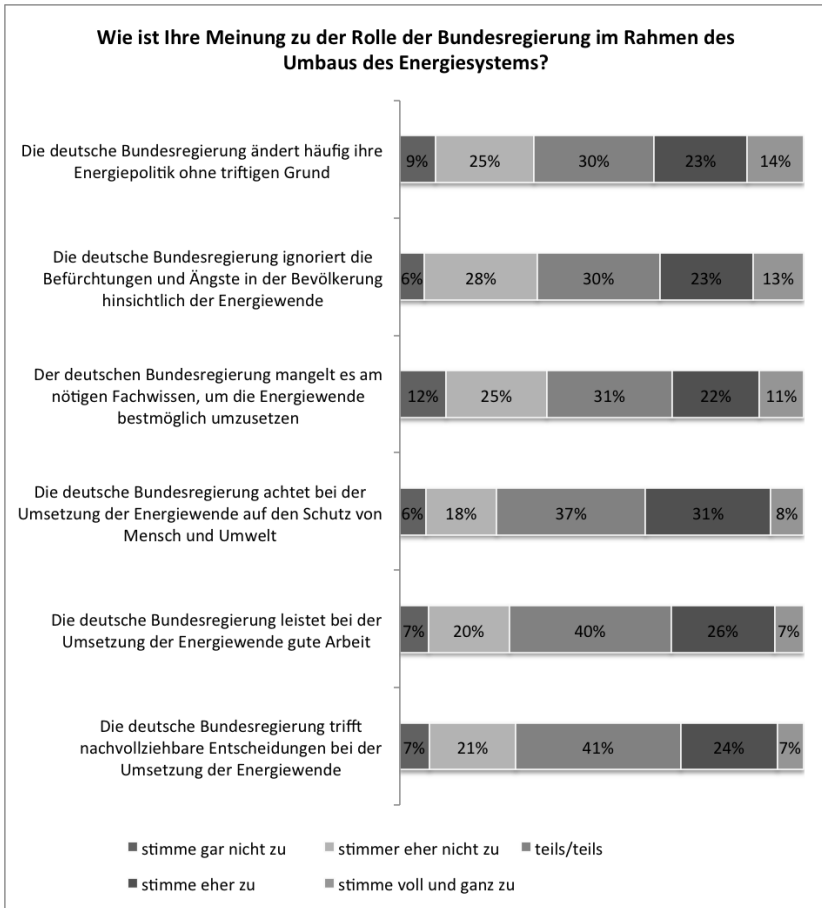 Wie ist Ihre Meinung zu der Rolle der Bundesregierung im Rahmen des
Umbaus des Energiesystems?
Die deutsche Bundesregierung ändert häufig ihre
Energiepolitik ohne triftigen Grund
9% 25% 30% 23% 14%
Die deutsche Bundesregierung ignoriert die
Befürchtungen und Ängste in der Bevölkerung
hinsichtlich der Energiewende
6% 28% 30% 23% 13%
Der deutschen Bundesregierung mangelt es am
nötigen Fachwissen, um die Energiewende
bestmöglich umzusetzen
12% 25% 31% 22% 11%
Die deutsche Bundesregierung achtet bei der
Umsetzung der Energiewende auf den Schutz von
Mensch und Umwelt
6% 18% 37% 31% 8%
Die deutsche Bundesregierung leistet bei der
Umsetzung der Energiewende gute Arbeit
7% 20% 40% 26% 7%
Die deutsche Bundesregierung trifft
nachvollziehbare Entscheidungen bei der
Umsetzung der Energiewende
7% 21% 41% 24% 7%
stimme gar nicht zu stimmer eher nicht zu teils/teils
stimme eher zu stimme voll und ganz zu